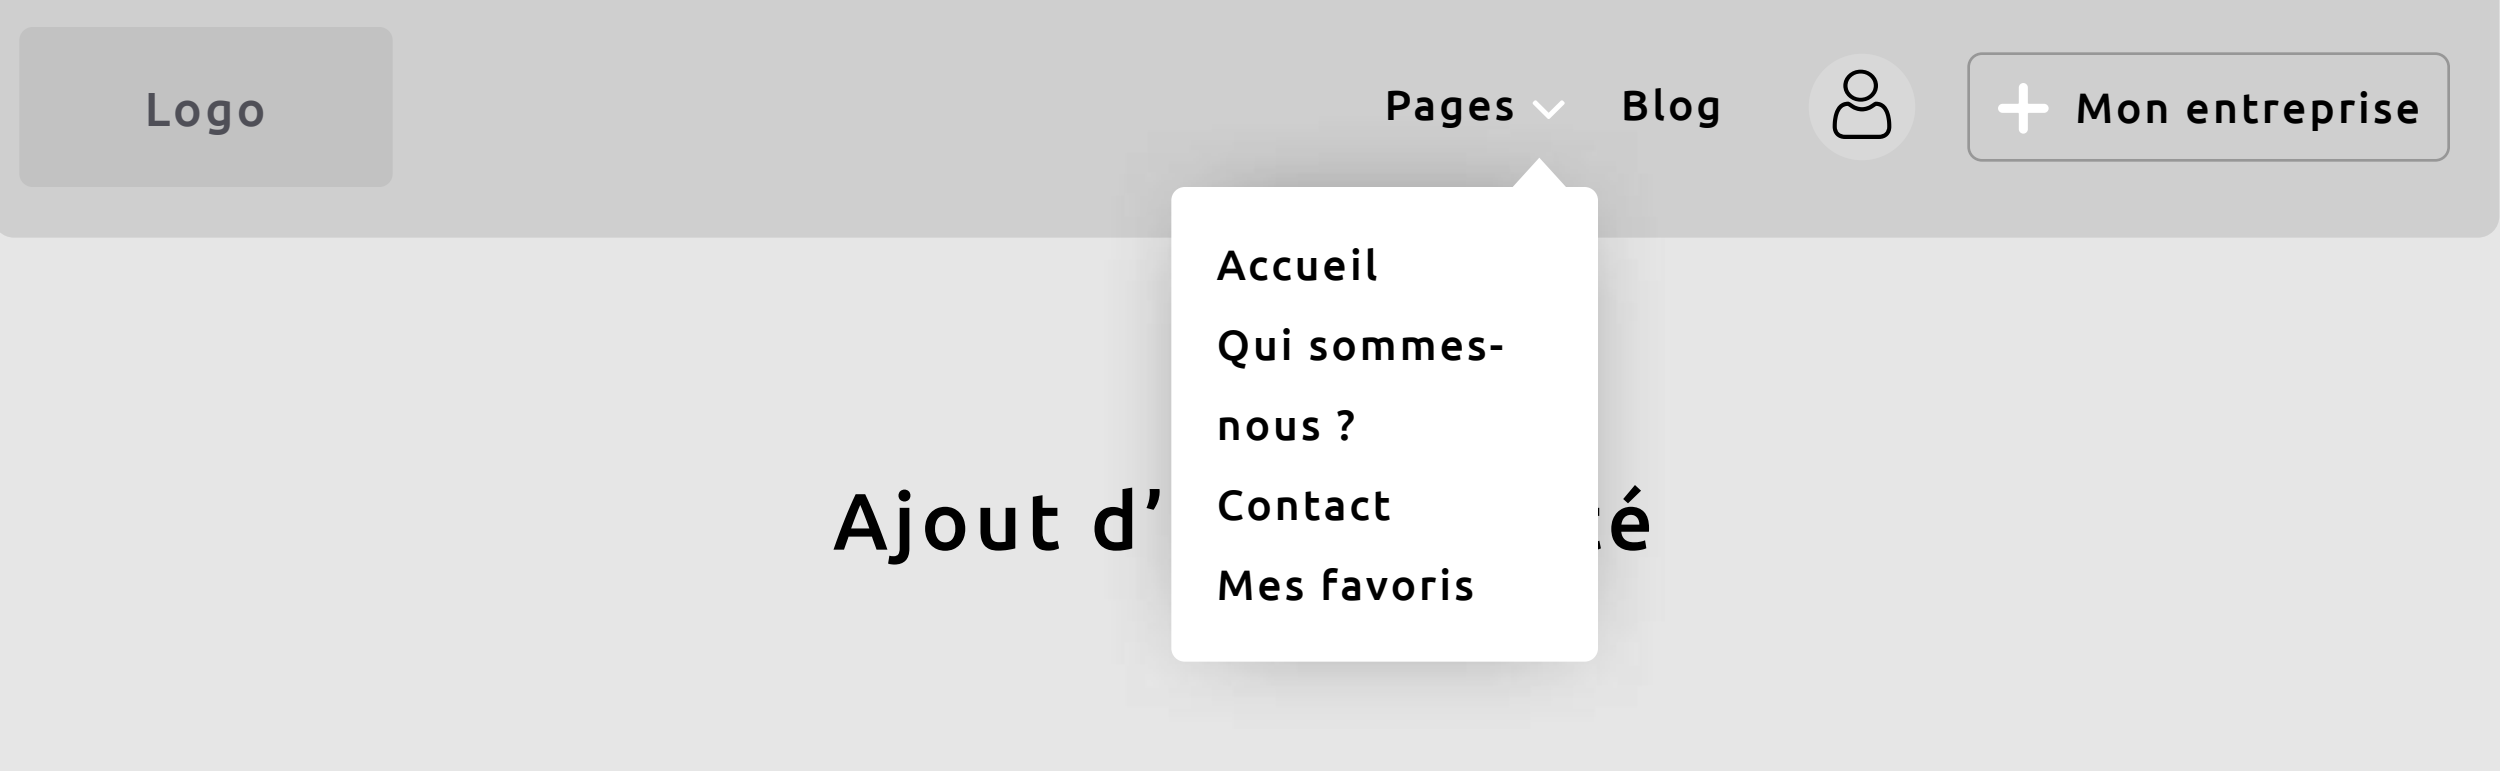 Logo
Pages
Blog
Mon entreprise
Accueil
Qui sommes-
nous ?
Contact
Mes favoris
Ajout d’